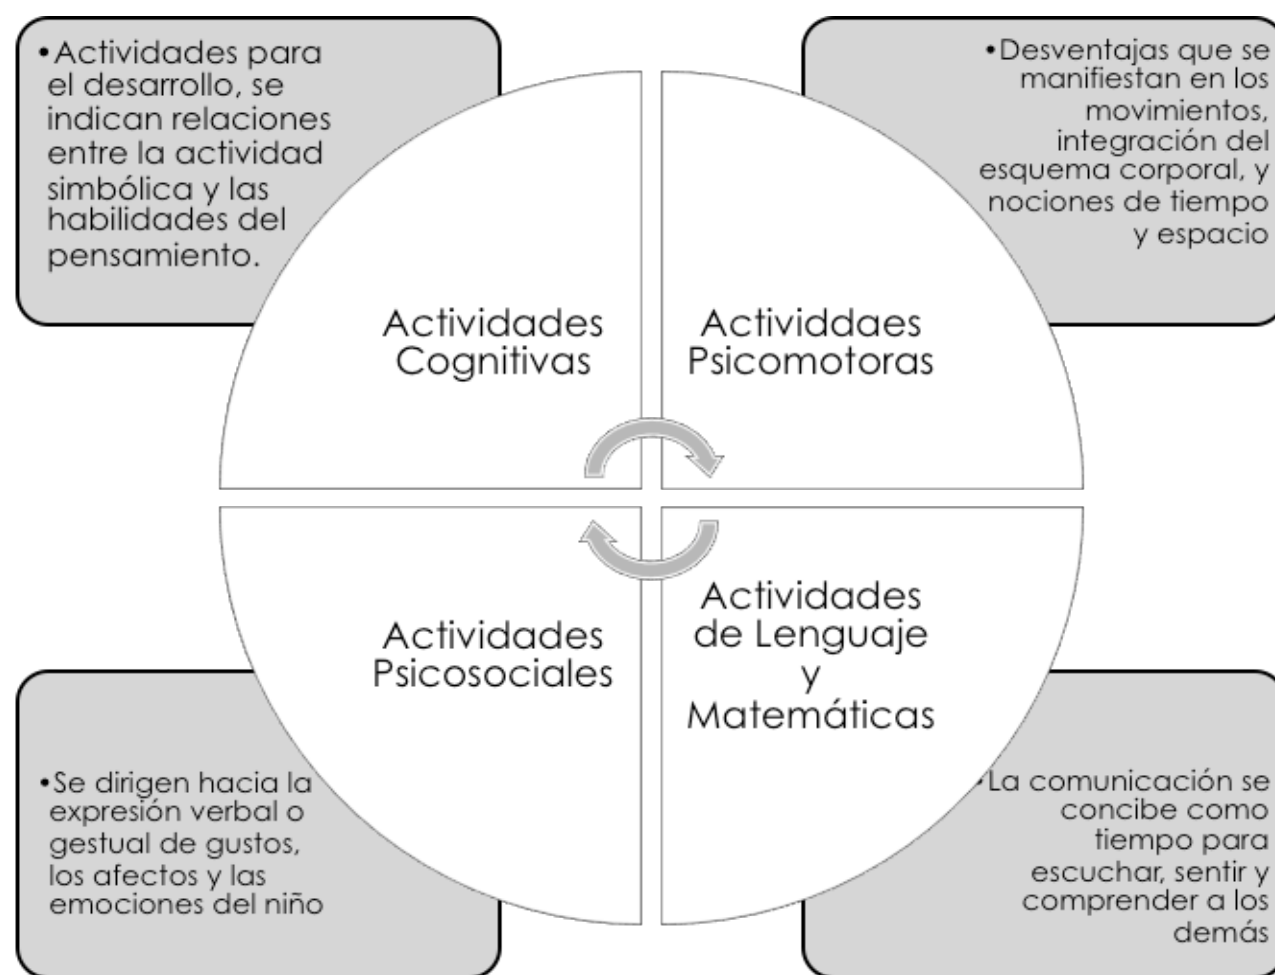 •Actividades para
el desarrollo, se
indican relaciones
entre la actividad
simbólica y las
habilidades del
pensamiento.
•Desventajas que se
manifiestan en los
movimientos,
integración del
esquema corporal, y
nociones de tiempo
y espacio
Actividades
Cognitivas
Actividdaes
Psicomotoras
Actividades
Psicosociales
Actividades
de Lenguaje
y
Matemáticas
•Se dirigen hacia la
expresión verbal o
gestual de gustos,
los afectos y las
emociones del niño
•La comunicación se
concibe como
tiempo para
escuchar, sentir y
comprender a los
demás